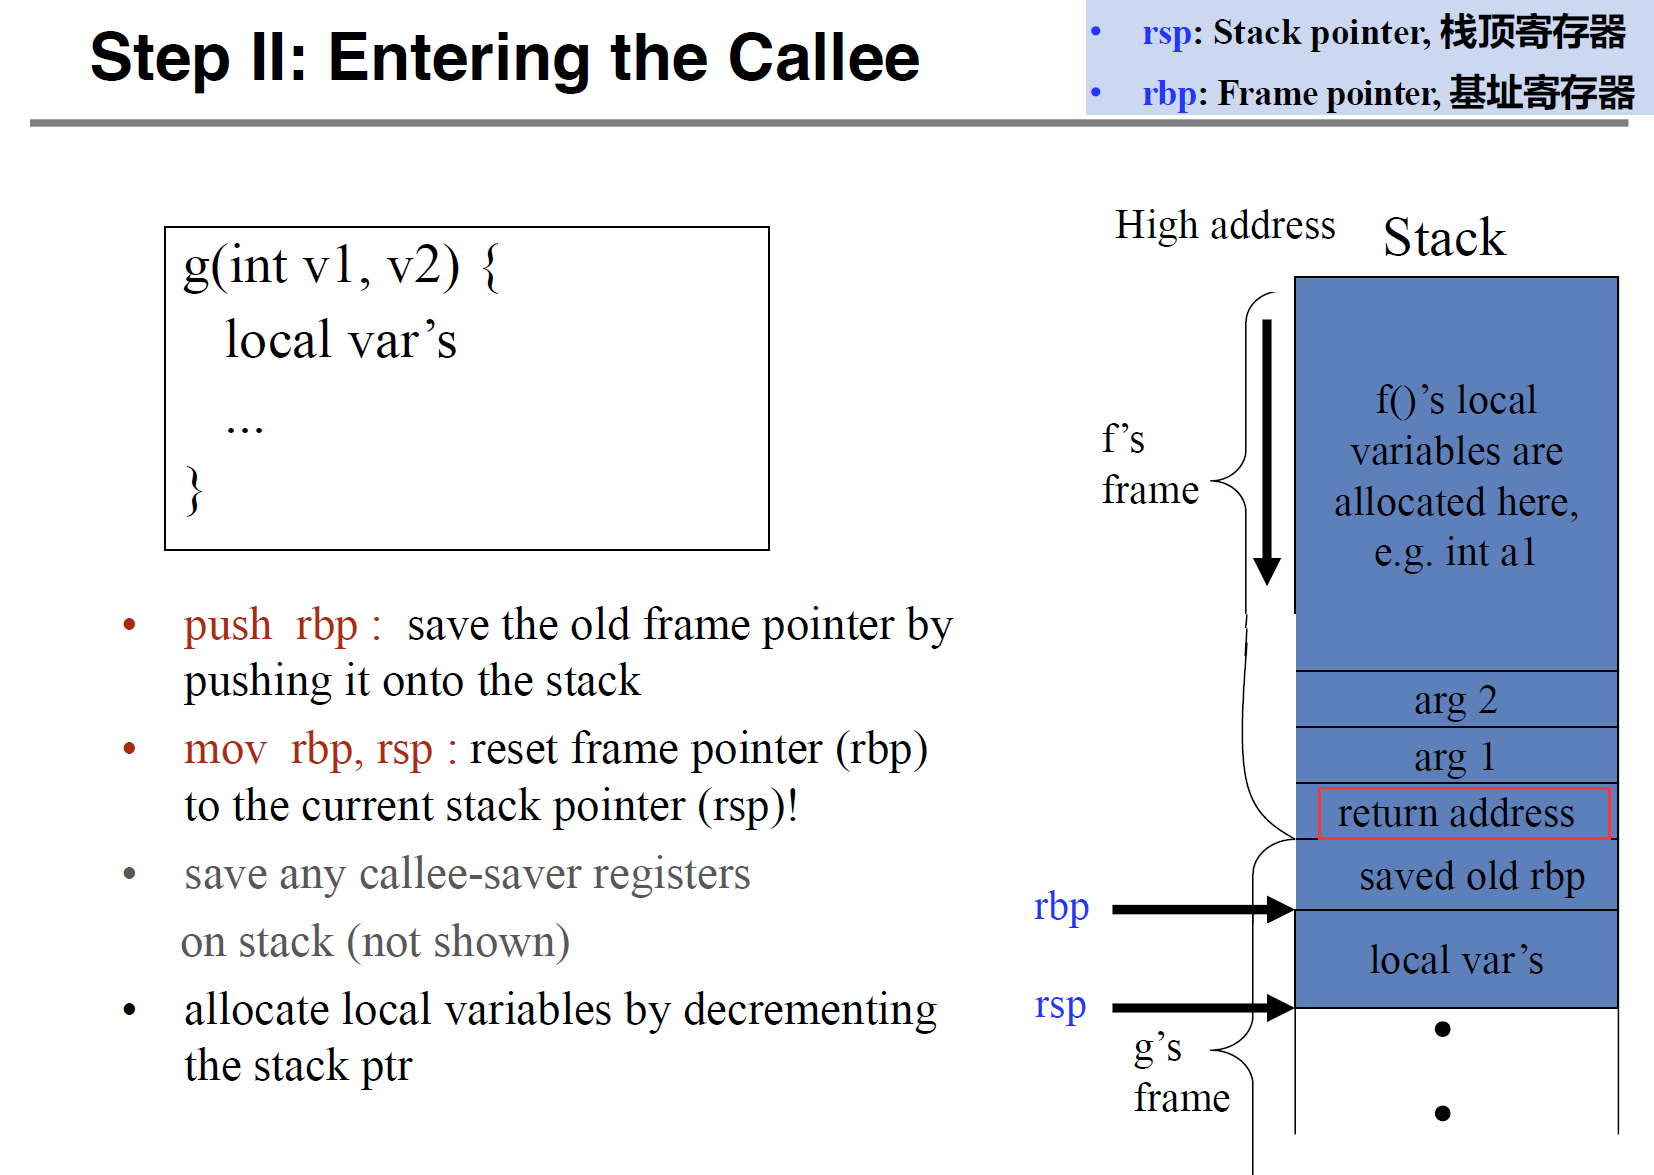 Step II: Entering the Callee
• rsp: Stack pointer, 栈顶寄存器
• rbp: Frame pointer, 基址寄存器
g(int v1, v2) {
local var’s
...
}
• push rbp : save the old frame pointer by
pushing it onto the stack
• mov rbp, rsp : reset frame pointer (rbp)
to the current stack pointer (rsp)!
• save any callee-saver registers
on stack (not shown)
• allocate local variables by decrementing
the stack ptr
High address
Stack
f’s
frame
f()’s local
variables are
allocated here,
e.g. int a1
arg 2
arg 1
return address
saved old rbp
rbp
local var’s
rsp
g’s
frame